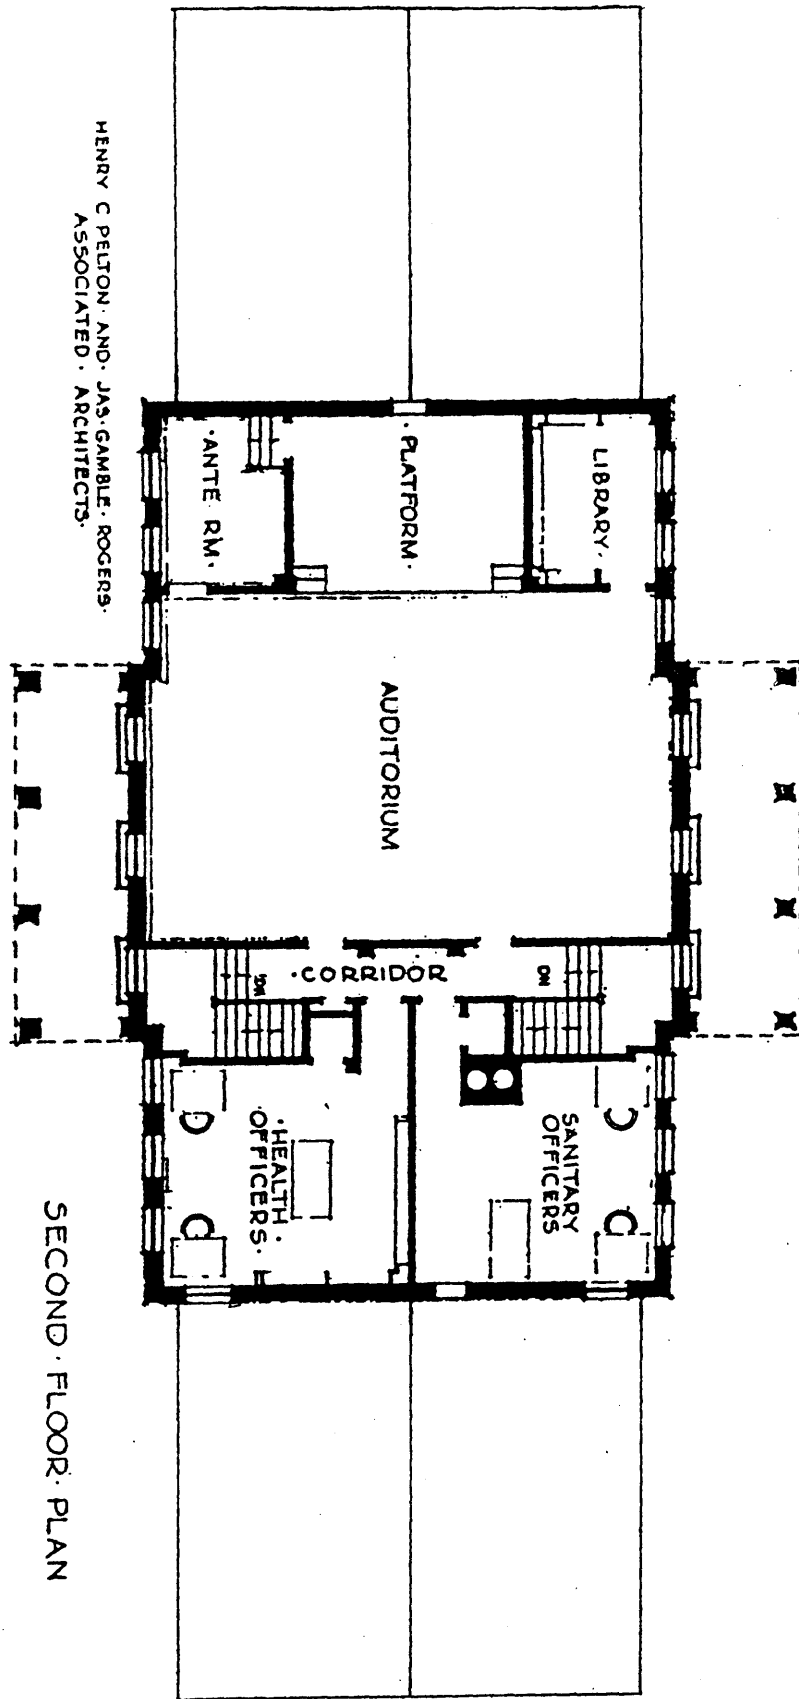 LIBRARY.
·PLATFORM·
·ANTE RM·
AUDITORIUM
·CORRIDOR
DN
DN.
SANITARY
OFFICERS
·HEALTH·
OFFICERS·
HENRY C PELTON· AND· JAS·GAMBLE· ROGERS·
ASSOCIATED· ARCHITECTS·
SECOND·FLOOR·PLAN